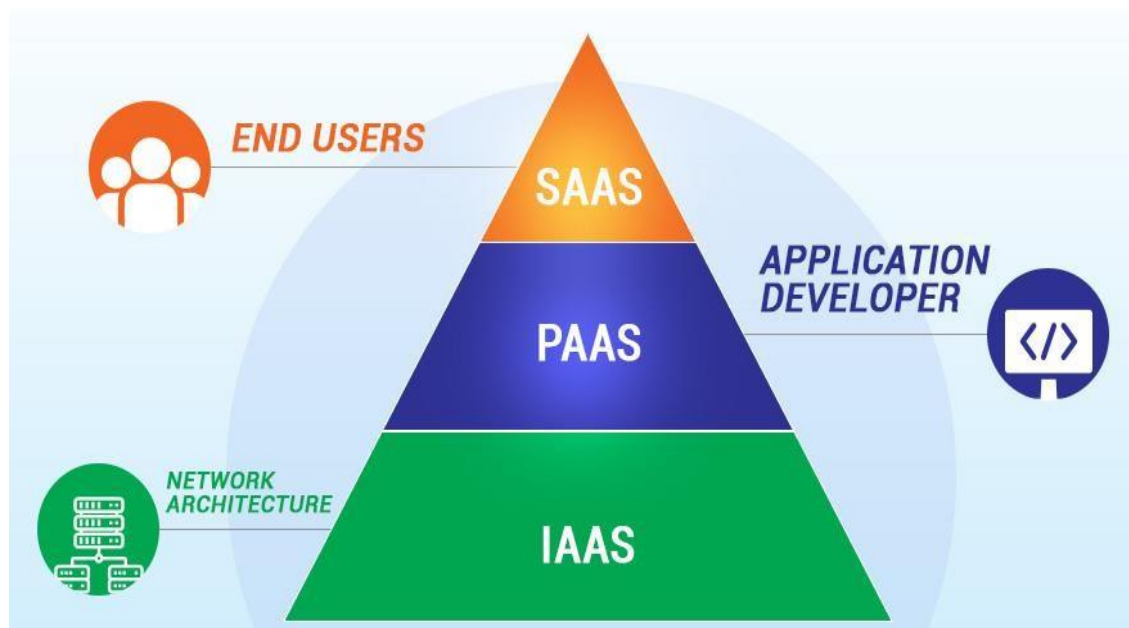 END USERS
SAAS
APPLICATION
DEVELOPER
PAAS
</>
NETWORK
ARCHITECTURE
IAAS